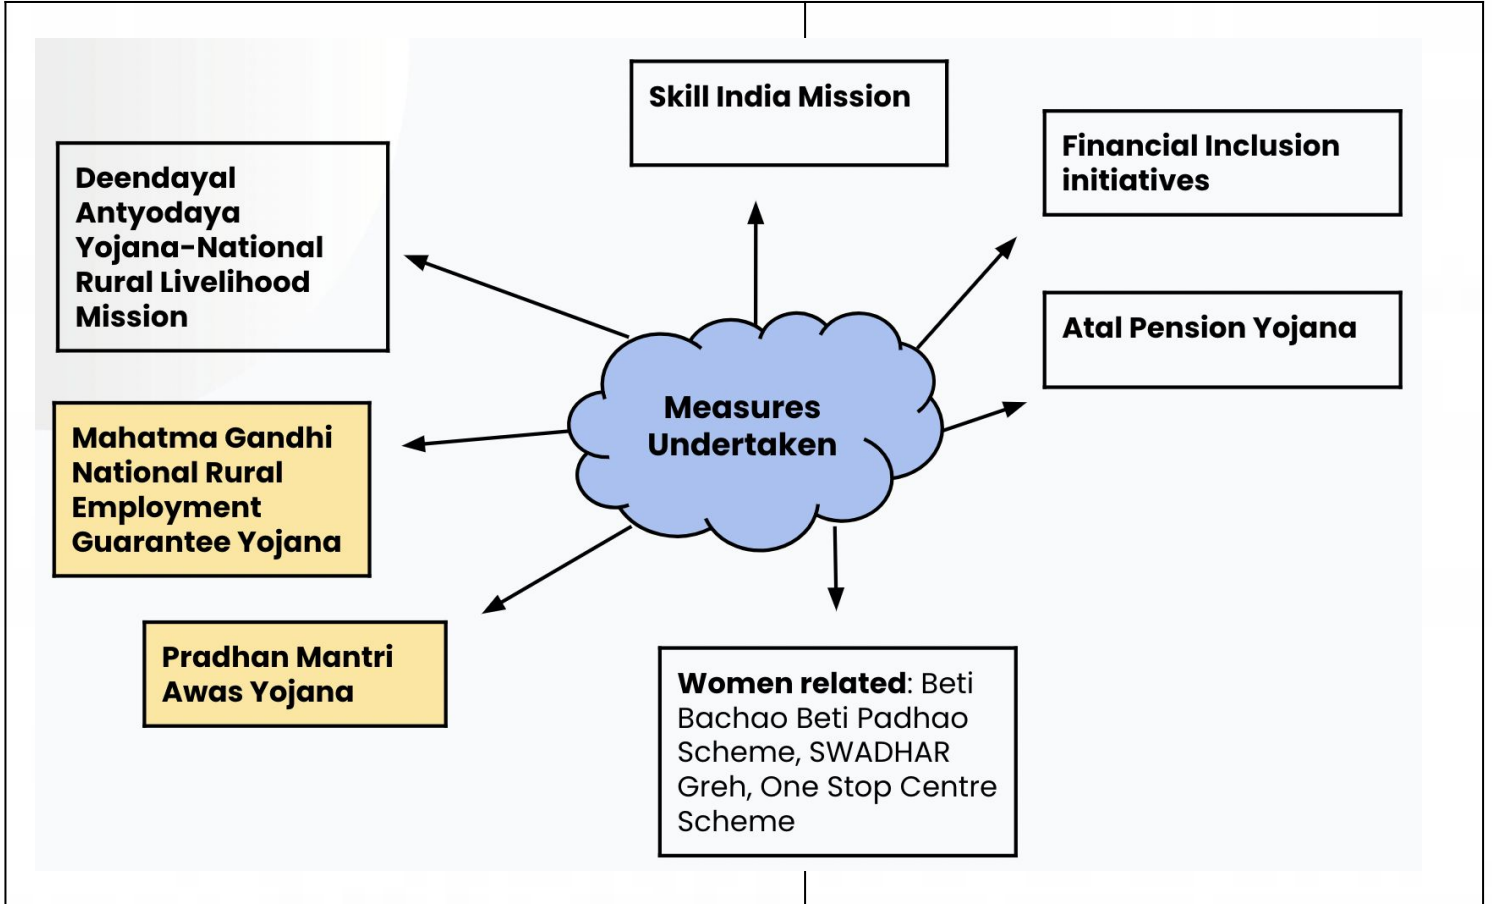 Skill India Mission
Financial Inclusion
initiatives
Deendayal
Antyodaya
Yojana-National
Rural Livelihood
Mission
Atal Pension Yojana
Measures
Undertaken
Mahatma Gandhi
National Rural
Employment
Guarantee Yojana
Pradhan Mantri
Awas Yojana
Women related: Beti
Bachao Beti Padhao
Scheme, SWADHAR
Greh, One Stop Centre
Scheme